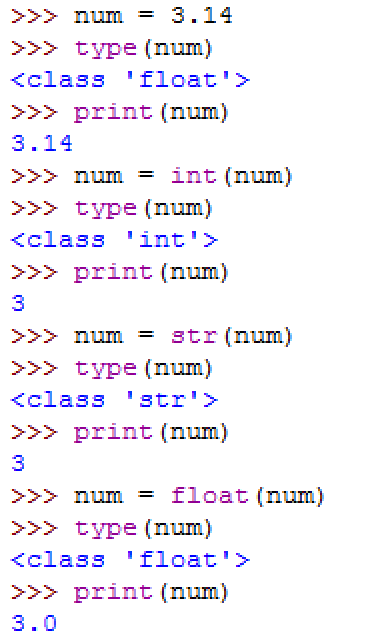 >>> num = 3.14
>>> type(num)
<class 'float'>
>>> print(num)
3.14
>>> num = int(num)
>>> type(num)
<class 'int'>
>>> print(num)
3
>>> num = str(num)
>>> type(num)
<class 'str'>
>>> print(num)
3
>>> num = float(num)
>>> type(num)
<class 'float'>
>>> print(num)
3.0